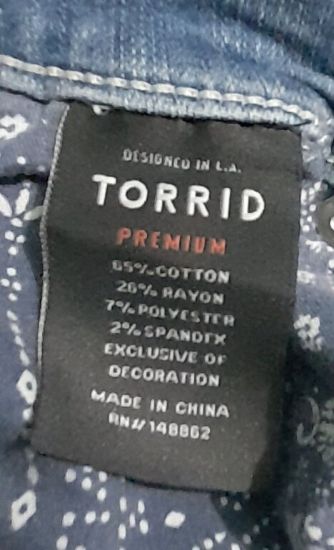 DESIGNED IN L.A.
TORRID
PREMIUM
65% COTTON
26% RAYON
7% POLYESTER
2% SPANDEX
EXCLUSIVE OF
DECORATION
MADE IN CHINA
RN# 148862